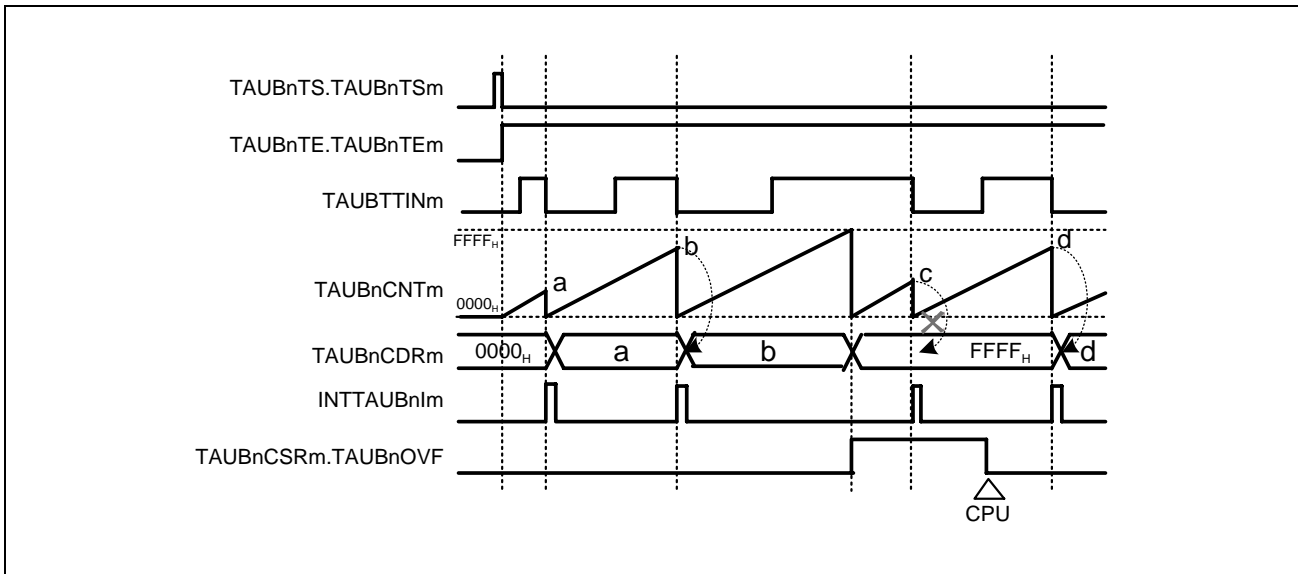 TAUBnTS.TAUBnTSm
TAUBnTE.TAUBnTEm
TAUBTTINm
FFFFH
b
d
a
c
TAUBnCNTm
0000H
TAUBnCDRm
0000H
a
b
FFFFH
d
INTTAUBnIm
TAUBnCSRm.TAUBnOVF
CPU